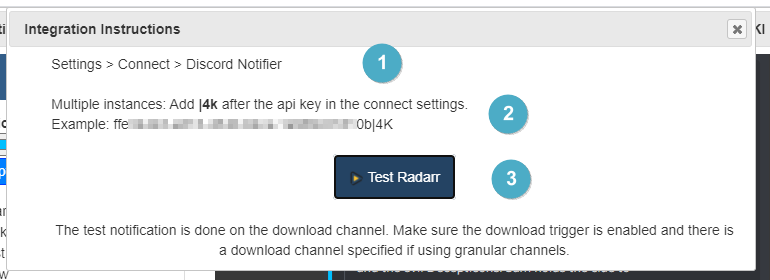 Integration Instructions
KI
Settings > Connect > Discord Notifier
1
Multiple instances: Add |4k after the api key in the connect settings.
2
Example: ffe 0b|4K
Test Radarr
3
The test notification is done on the download channel. Make sure the download trigger is enabled and there is
a download channel specified if using granular channels.